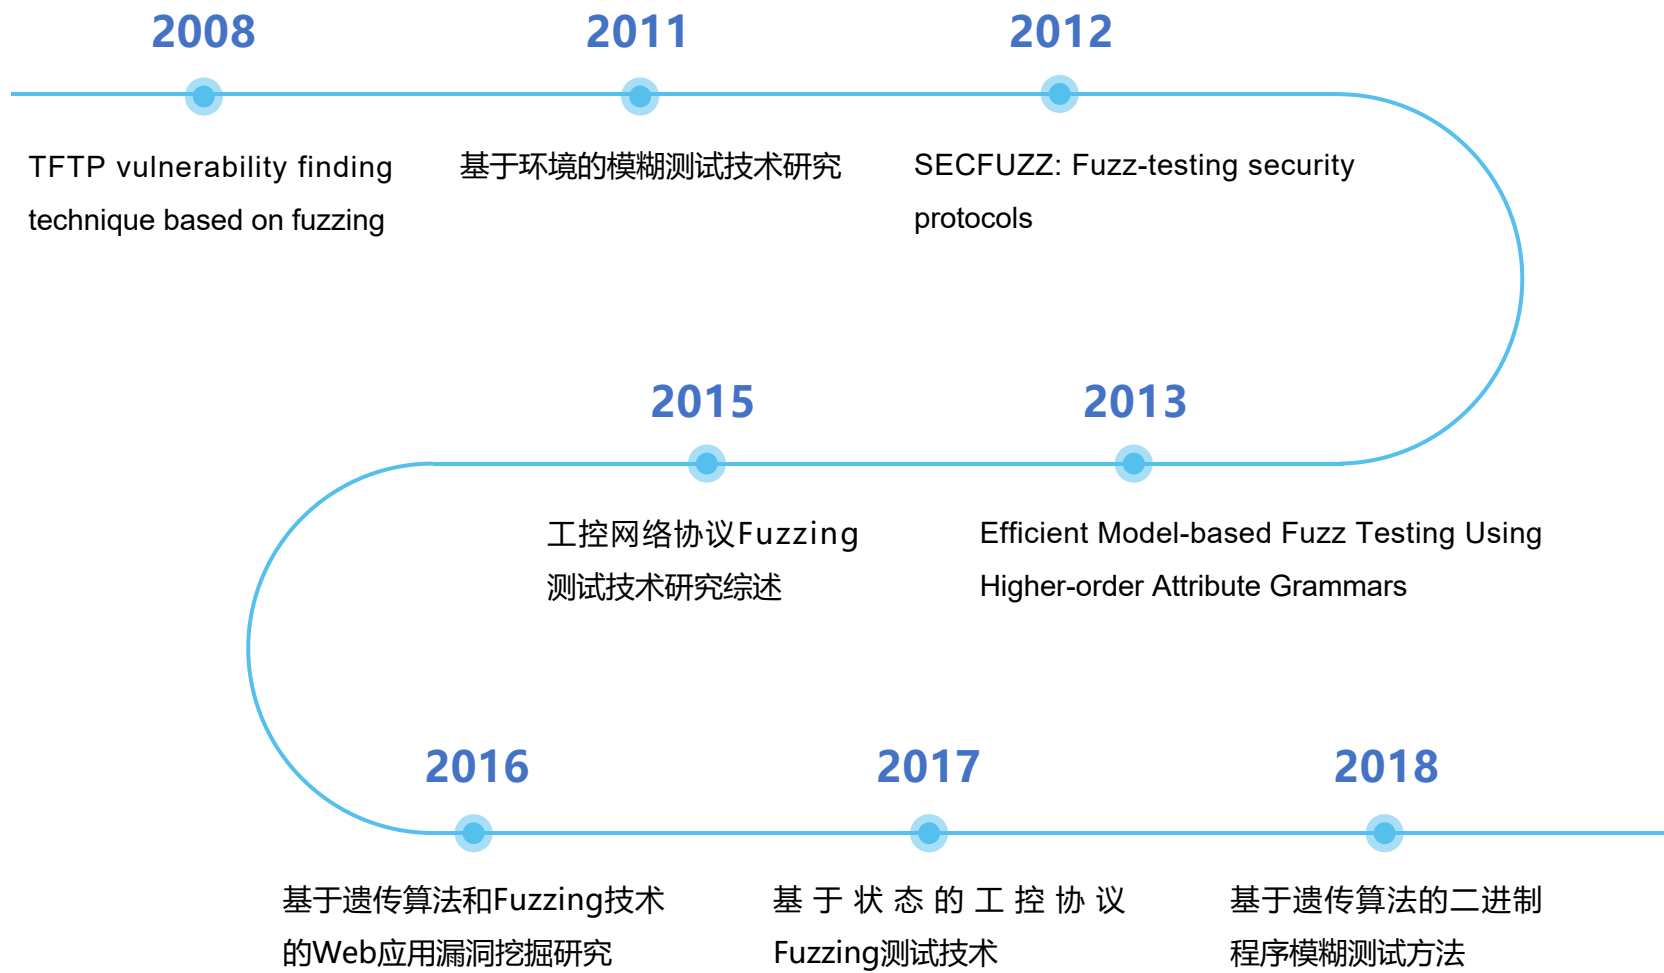 2008
TFTP vulnerability finding
technique based on fuzzing
2011
基于环境的模糊测试技术研究
2012
SECFUZZ: Fuzz-testing security
protocols
2013
Efficient Model-based Fuzz Testing Using
Higher-order Attribute Grammars
2015
工控网络协议Fuzzing
测试技术研究综述
2016
基于遗传算法和Fuzzing技术
的Web应用漏洞挖掘研究
2017
基于状态的工控协议
Fuzzing测试技术
2018
基于遗传算法的二进制
程序模糊测试方法